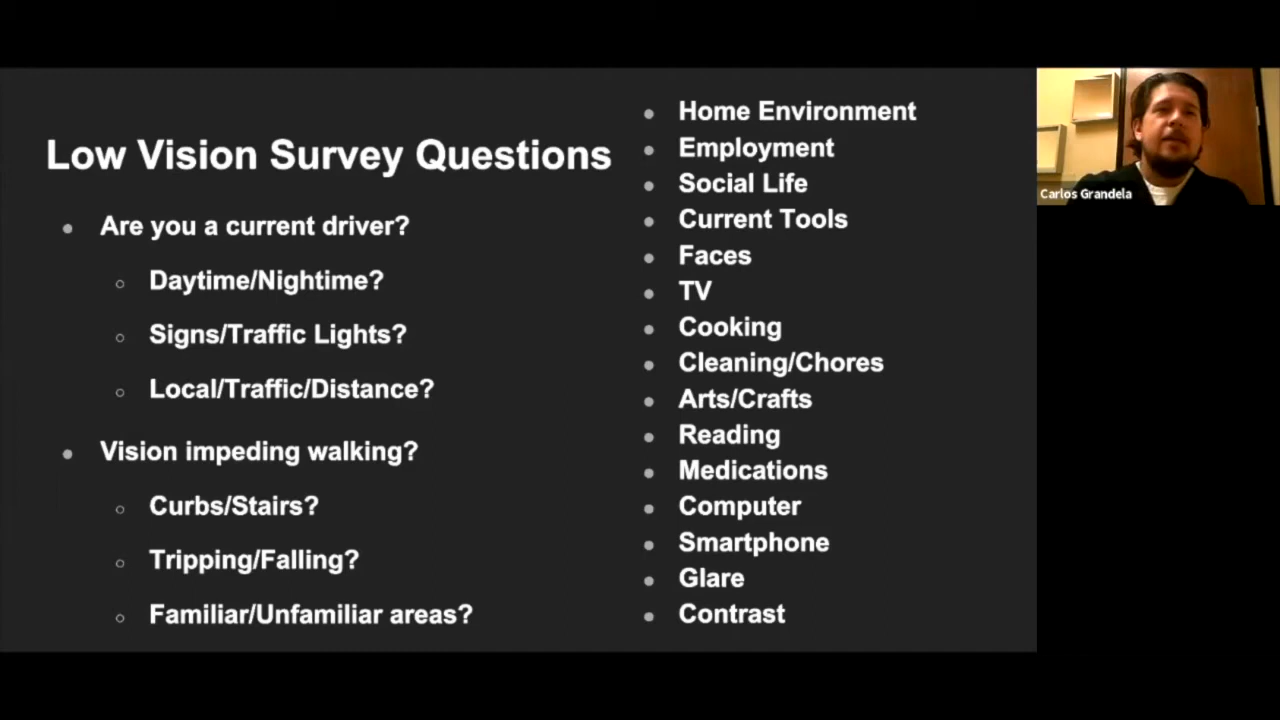 Low Vision Survey Questions
Are you a current driver?
Daytime/Nightime?
Signs/Traffic Lights?
Local/Traffic/Distance?
Vision impeding walking?
Curbs/Stairs?
Tripping/Falling?
Familiar/Unfamiliar areas?
Home Environment
Employment
Social Life
Current Tools
Faces
TV
Cooking
Cleaning/Chores
Arts/Crafts
Reading
Medications
Computer
Smartphone
Glare
Contrast
Carlos Grandela